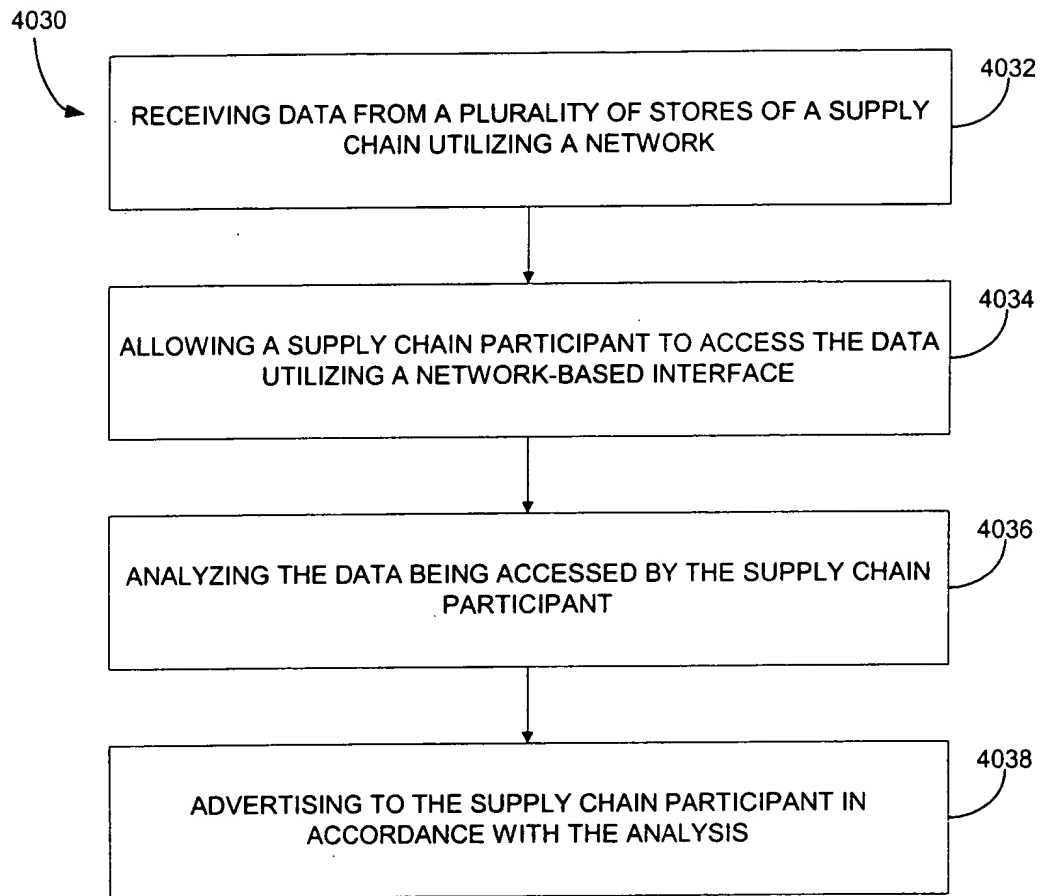 4030
4032
RECEIVING DATA FROM A PLURALITY OF STORES OF A SUPPLY
CHAIN UTILIZING A NETWORK
4034
ALLOWING A SUPPLY CHAIN PARTICIPANT TO ACCESS THE DATA
UTILIZING A NETWORK-BASED INTERFACE
4036
ANALYZING THE DATA BEING ACCESSED BY THE SUPPLY CHAIN
PARTICIPANT
4038
ADVERTISING TO THE SUPPLY CHAIN PARTICIPANT IN
ACCORDANCE WITH THE ANALYSIS